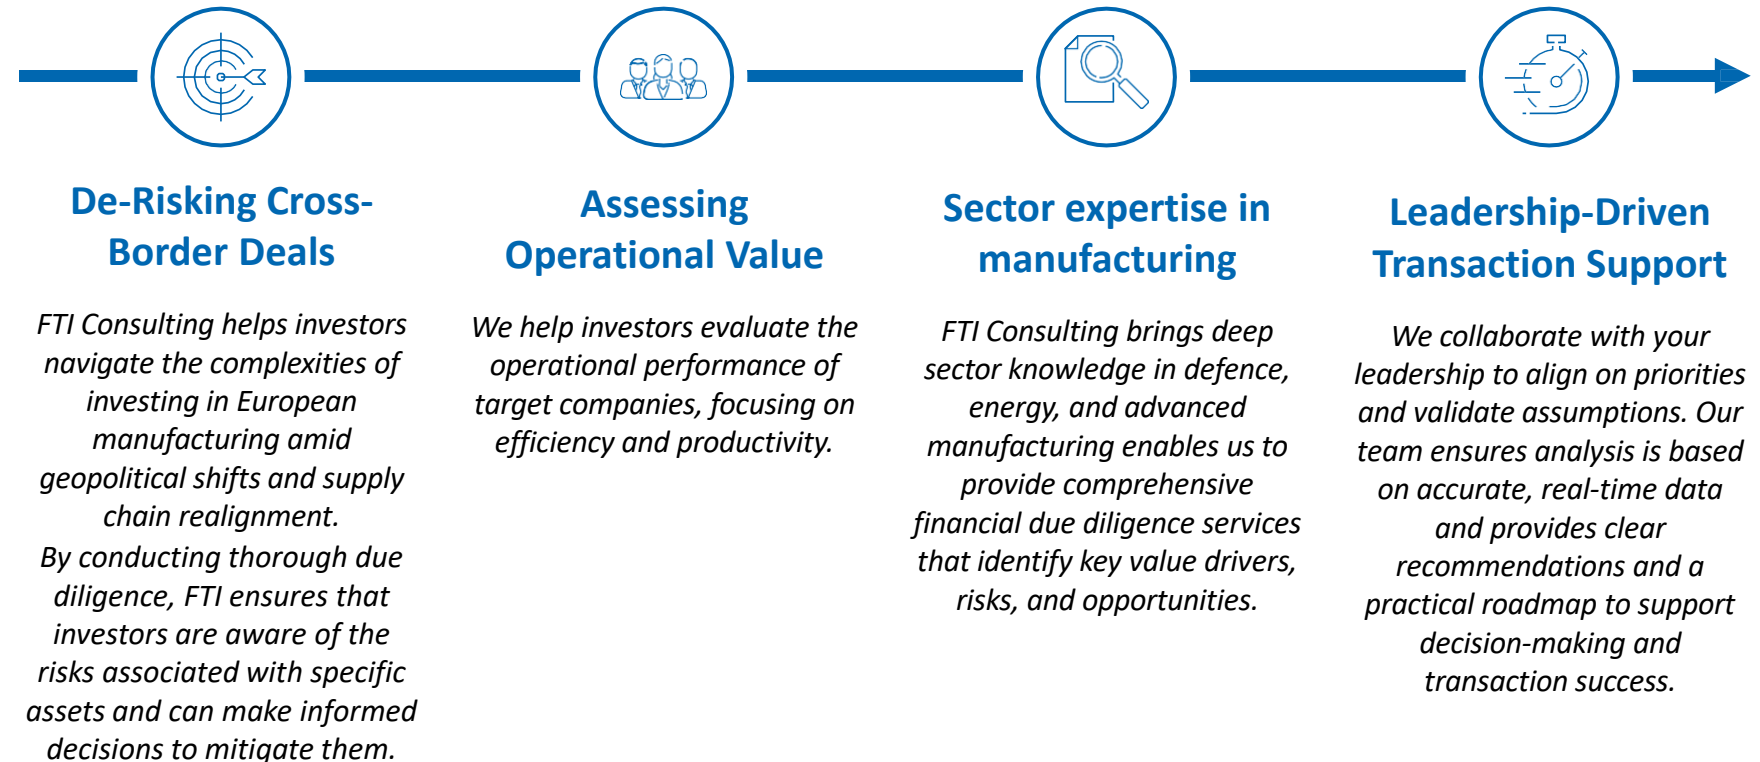 De-Risking Cross-
Border Deals
FTI Consulting helps investors
navigate the complexities of
investing in European
manufacturing amid
geopolitical shifts and supply
chain realignment.
By conducting thorough due
diligence, FTI ensures that
investors are aware of the
risks associated with specific
assets and can make informed
decisions to mitigate them.
Assessing
Operational Value
We help investors evaluate the
operational performance of
target companies, focusing on
efficiency and productivity.
Sector expertise in
manufacturing
FTI Consulting brings deep
sector knowledge in defence,
energy, and advanced
manufacturing enables us to
provide comprehensive
financial due diligence services
that identify key value drivers,
risks, and opportunities.
Leadership-Driven
Transaction Support
We collaborate with your
leadership to align on priorities
and validate assumptions. Our
team ensures analysis is based
on accurate, real-time data
and provides clear
recommendations and a
practical roadmap to support
decision-making and
transaction success.